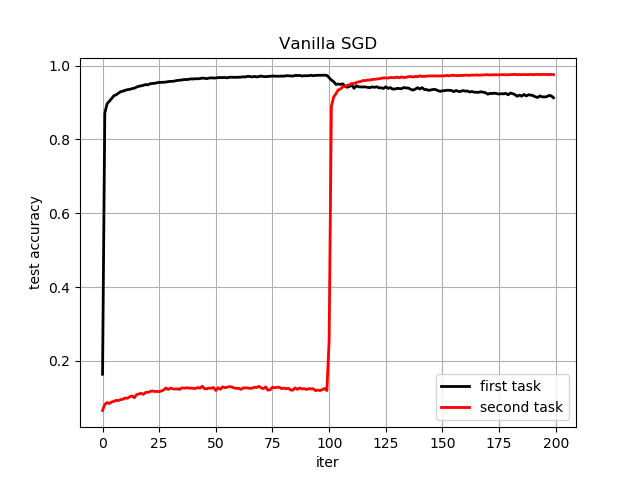 Vanilla SGD
test accuracy
1.0
0.8
0.6
0.4
0.2
first task
second task
0 25 50 75 100 125 150 175 200
iter